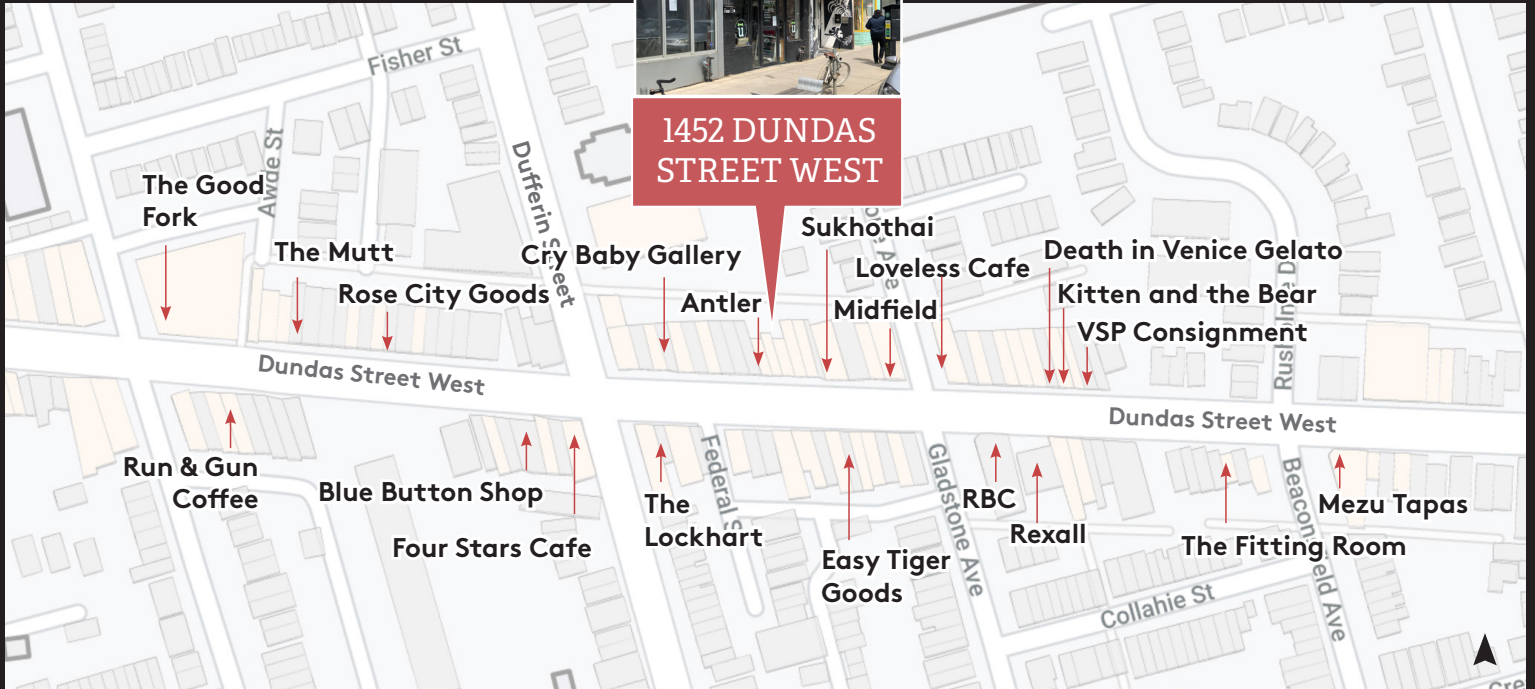 Fisher St
Awde St
Dufferin Street
1452 DUNDAS
STREET WEST
The Good
Fork
The Mutt
Rose City Goods
Cry Baby Gallery
Antler
Sukhothai
Loveless Cafe
Midfield
Death in Venice Gelato
Kitten and the Bear
VSP Consignment
Dundas Street West
Dundas Street West
Run & Gun
Coffee
Blue Button Shop
Four Stars Cafe
The
Lockhart
Federal
Easy Tiger
Goods
Gladstone Ave
RBC
Rexall
The Fitting Room
Mezu Tapas
Collahie St